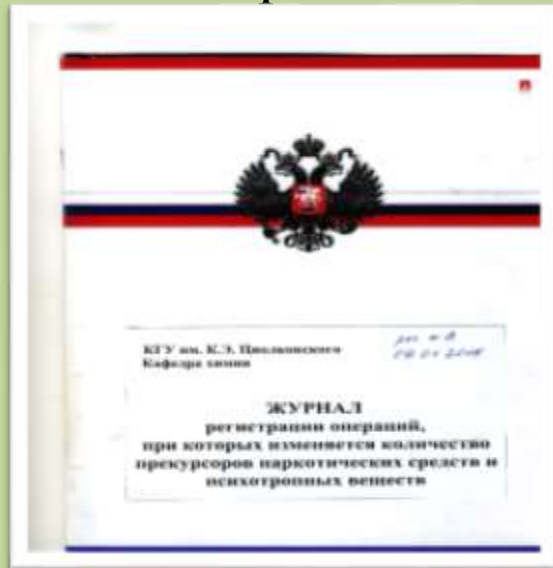 КГУ им. К.Э. Циолковского
Кафедра химии
ЖУРНАЛ
регистрации операций,
при которых изменяется количество
прекурсоров наркотических средств и
психотропных веществ